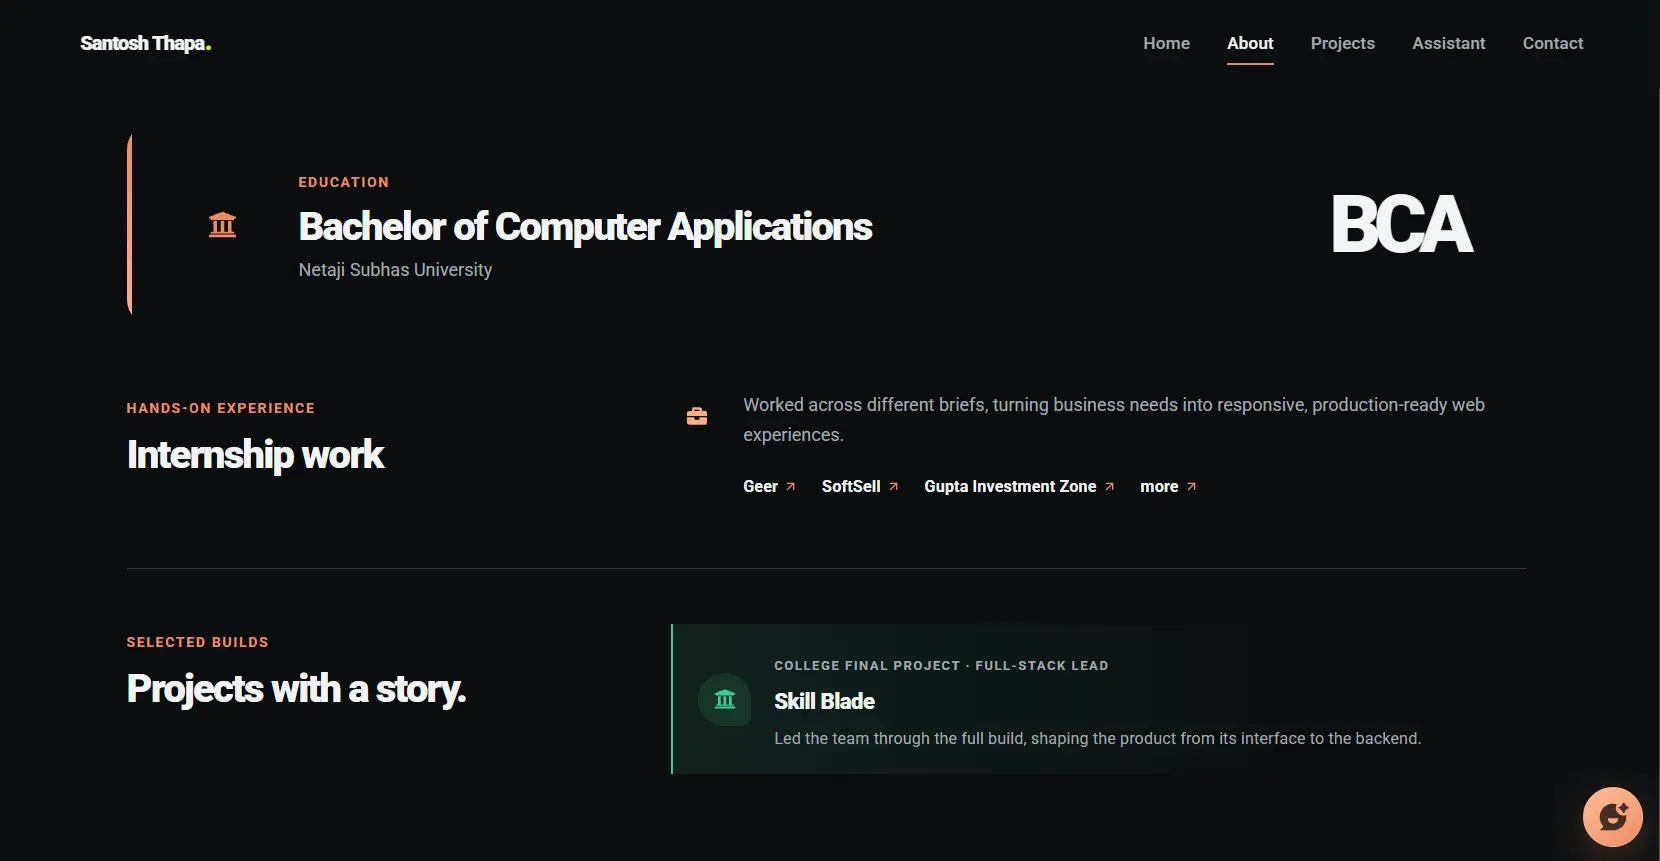 Santosh Thapa.
Home About Projects Assistant Contact
EDUCATION
Bachelor of Computer Applications
Netaji Subhas University
BCA
HANDS-ON EXPERIENCE
Internship work
Worked across different briefs, turning business needs into responsive, production-ready web
experiences.
Geer SoftSell Gupta Investment Zone more
SELECTED BUILDS
Projects with a story.
COLLEGE FINAL PROJECT · FULL-STACK LEAD
Skill Blade
Led the team through the full build, shaping the product from its interface to the backend.